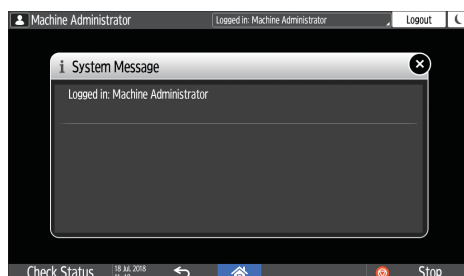 Machine Administrator
Logged in: Machine Administrator
Logout
i System Message
Logged in: Machine Administrator
Check Status
18 Jul. 2018
Stop